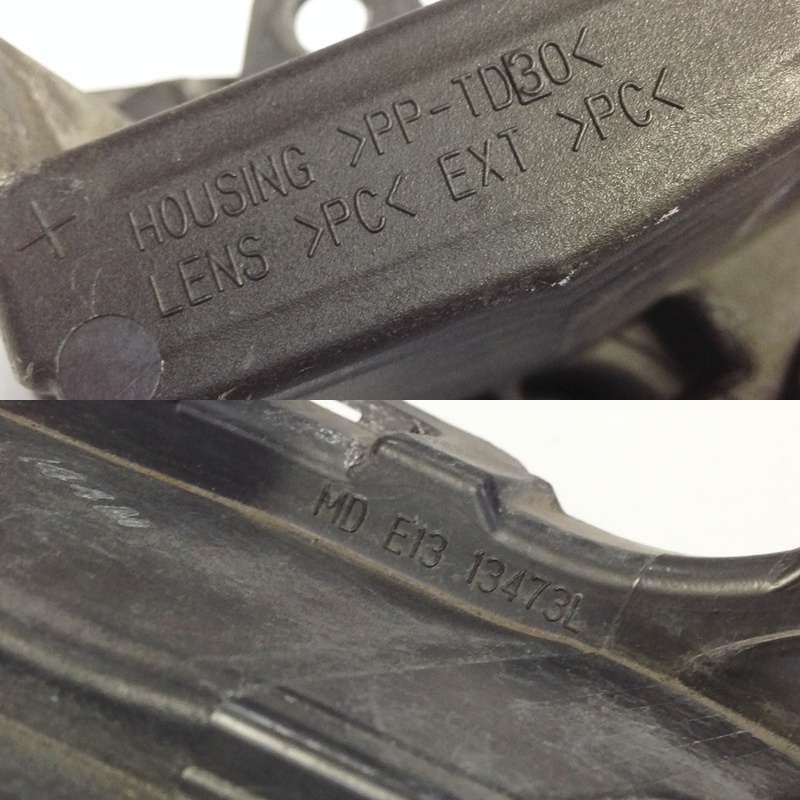 HOUSING >PP-TD30<
LENS >PC< EXT >PC<
MD E13 13473L